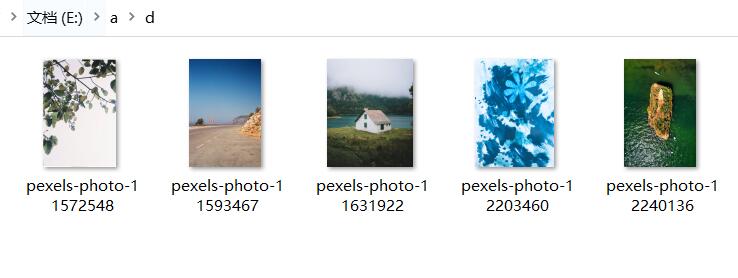 文档 (E:) > a > d
pexels-photo-1
1572548
pexels-photo-1
1593467
pexels-photo-1
1631922
pexels-photo-1
2203460
pexels-photo-1
2240136